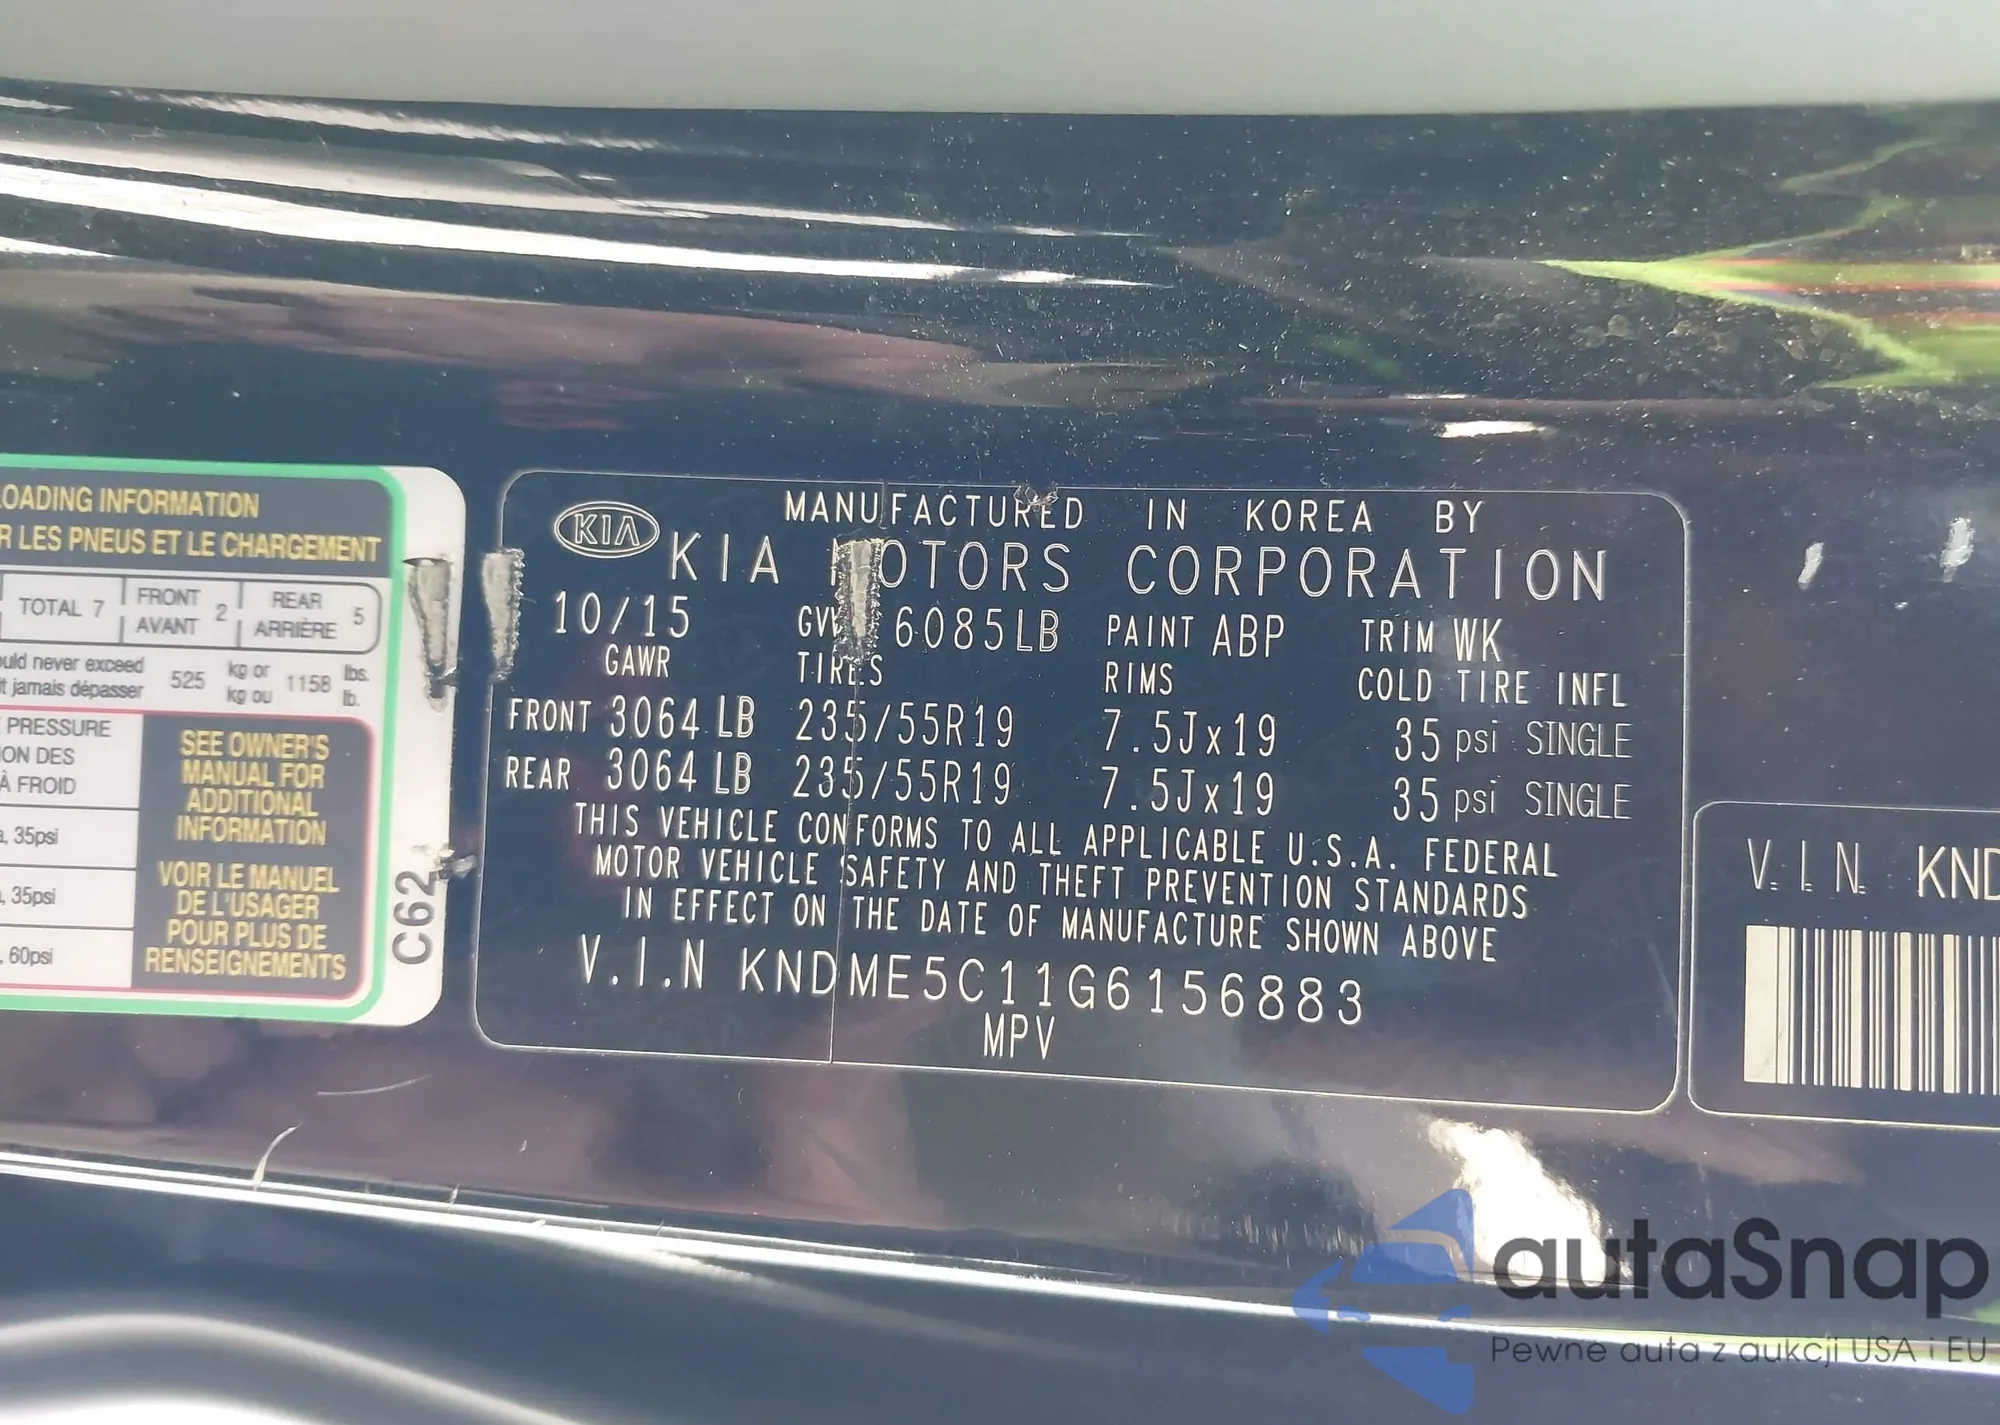 LOADING INFORMATION
R LES PNEUS ET LE CHARGEMENT
TOTAL 7 FRONT AVANT 2 REAR ARRIÈRE 5
uld never exceed
t jamais dépasser 525 kg or kg ou 1158 lbs. lb.
PRESSURE
ION DES
À FROID
, 35psi
, 35psi
, 60psi
SEE OWNER'S
MANUAL FOR
ADDITIONAL
INFORMATION
VOIR LE MANUEL
DE L'USAGER
POUR PLUS DE
RENSEIGNEMENTS
C62
KIA
MANUFACTURED IN KOREA BY
KIA MOTORS CORPORATION
10/15 GVW 6085LB PAINT ABP TRIM WK
GAWR TIRES RIMS COLD TIRE INFL
FRONT 3064 LB 235/55R19 7.5Jx19 35 psi SINGLE
REAR 3064 LB 235/55R19 7.5Jx19 35 psi SINGLE
THIS VEHICLE CONFORMS TO ALL APPLICABLE U.S.A. FEDERAL
MOTOR VEHICLE SAFETY AND THEFT PREVENTION STANDARDS
IN EFFECT ON THE DATE OF MANUFACTURE SHOWN ABOVE
V.I.N KNDME5C11G6156883
MPV
V.I.N. KND
autaSnap
Pewne auta z aukcji USA i EU